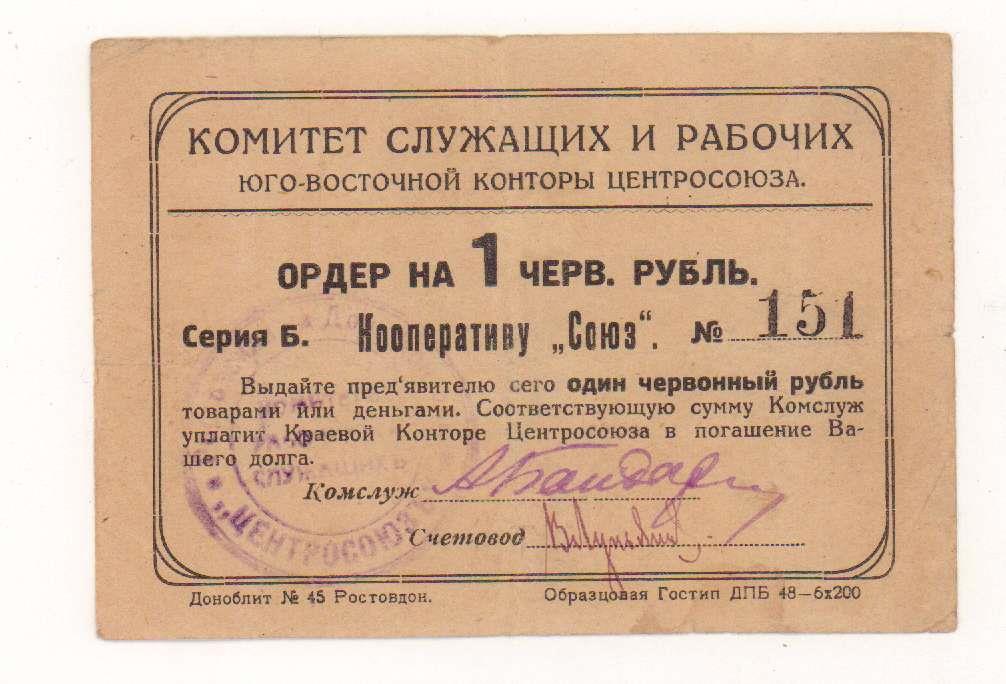 КОМИТЕТ СЛУЖАЩИХ И РАБОЧИХ
ЮГО-ВОСТОЧНОЙ КОНТОРЫ ЦЕНТРОСОЮЗА.
ОРДЕР НА 1 ЧЕРВ. РУБЛЬ.
Серия Б. Кооперативу „Союз“. № 151
Выдайте пред‘явителю сего один червонный рубль
товарами или деньгами. Соответствующую сумму Комслуж
уплатит Краевой Конторе Центросоюза в погашение Ва-
шего долга.
Комслуж
Счетовод
СЛУЖАЩИХЪ
„ЦЕНТРОСОЮЗ
Доноблит № 45 Ростовдон.
Образцовая Гостип ДПБ 48—6х200